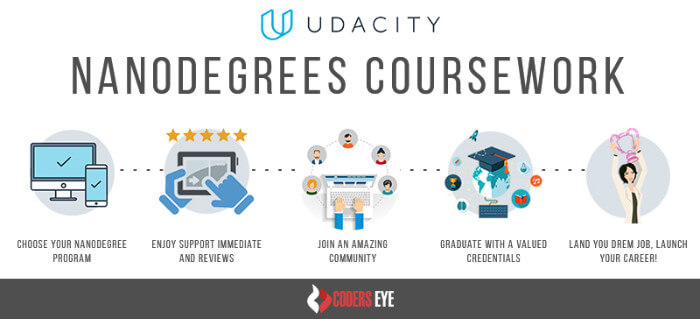 UDACITY
NANODEGREES COURSEWORK
CHOOSE YOUR NANODEGREE
PROGRAM
ENJOY SUPPORT IMMEDIATE
AND REVIEWS
JOIN AN AMAZING
COMMUNITY
GRADUATE WITH A VALUED
CREDENTIALS
LAND YOU DREM JOB, LAUNCH
YOUR CAREER!
CODERS EYE